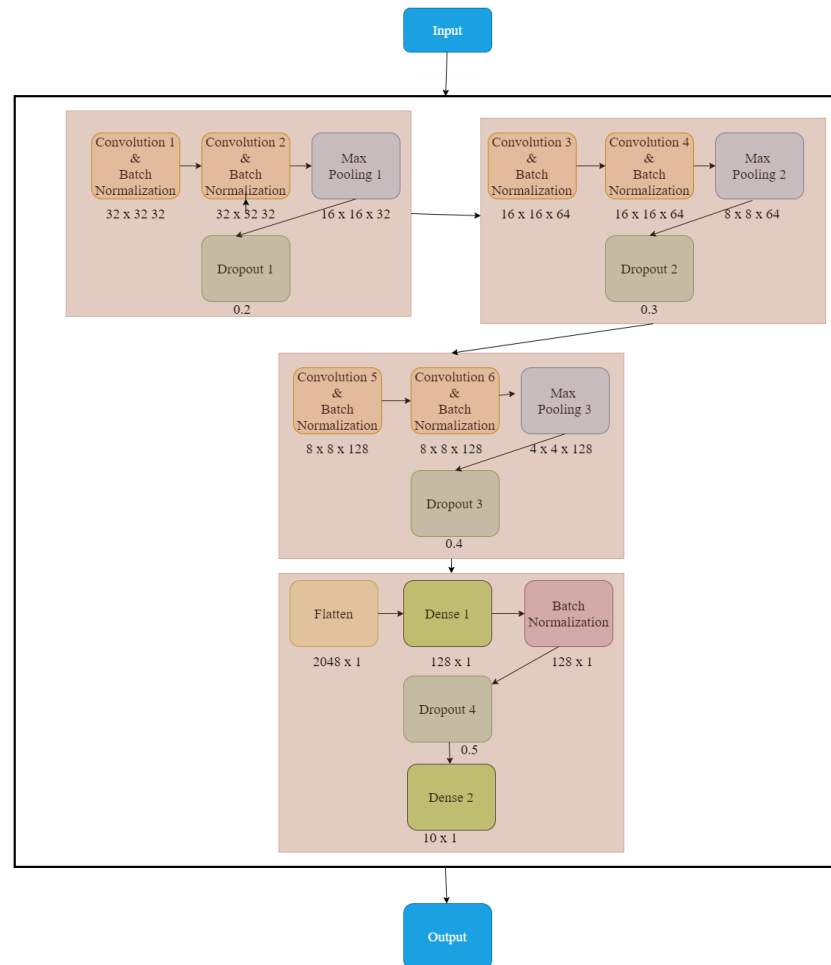 Input
Convolution 1
&
Batch
Normalization
32 x 32 32
Convolution 2
&
Batch
Normalization
32 x 32 32
Max
Pooling 1
16 x 16 x 32
Dropout 1
0.2
Convolution 3
&
Batch
Normalization
16 x 16 x 64
Convolution 4
&
Batch
Normalization
16 x 16 x 64
Max
Pooling 2
8 x 8 x 64
Dropout 2
0.3
Convolution 5
&
Batch
Normalization
8 x 8 x 128
Convolution 6
&
Batch
Normalization
8 x 8 x 128
Max
Pooling 3
4 x 4 x 128
Dropout 3
0.4
Flatten
2048 x 1
Dense 1
128 x 1
Batch
Normalization
128 x 1
Dropout 4
0.5
Dense 2
10 x 1
Output